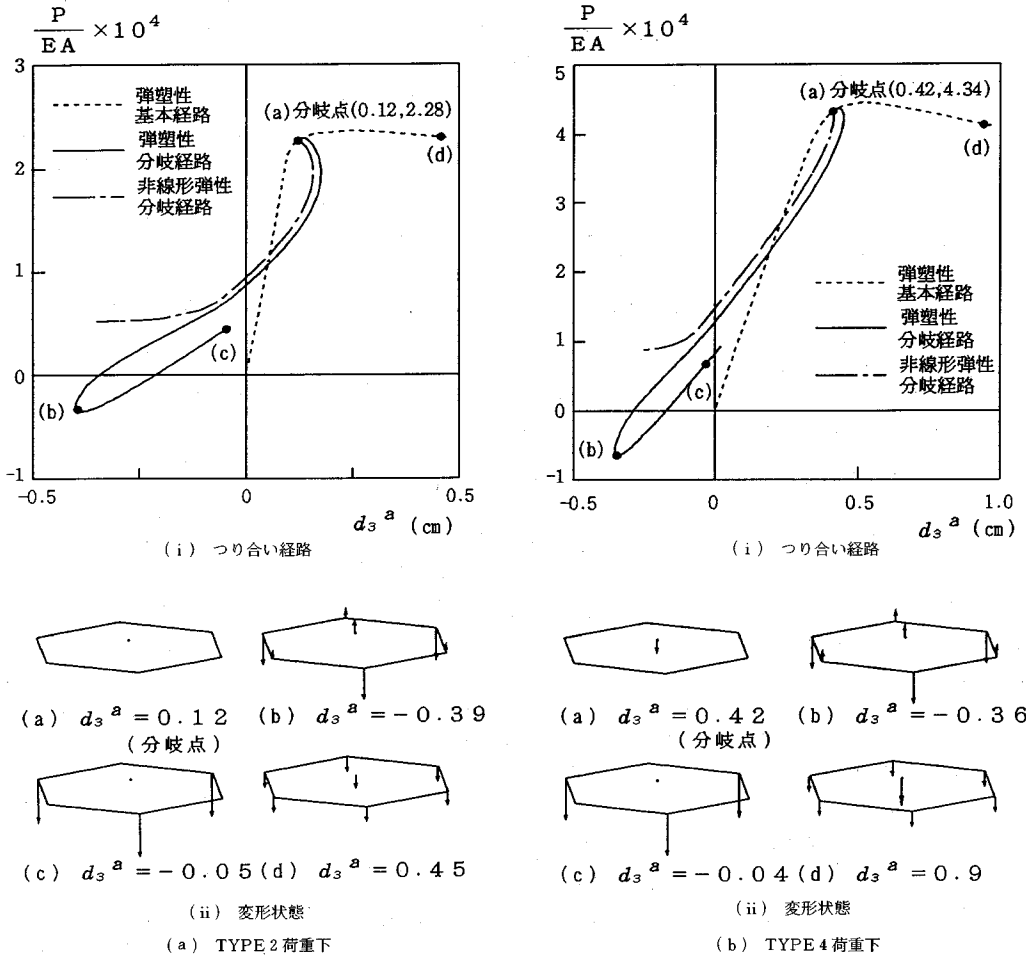 P
EA
×10⁴
3
2
1
0
-1
-0.5
0
0.5
d₃ᵃ (cm)
弾塑性
基本経路
弾塑性
分岐経路
非線形弾性
分岐経路
(a)分岐点(0.12,2.28)
(d)
(c)
(b)
(i) つり合い経路
P
EA
×10⁴
5
4
3
2
1
0
-1
-0.5
0
0.5
1.0
d₃ᵃ (cm)
(a)分岐点(0.42,4.34)
(d)
弾塑性
基本経路
弾塑性
分岐経路
非線形弾性
分岐経路
(c)
(b)
(i) つり合い経路
(a) d₃ᵃ=0.12
(分岐点)
(b) d₃ᵃ=-0.39
(c) d₃ᵃ=-0.05
(d) d₃ᵃ=0.45
(ii) 変形状態
(a) TYPE2荷重下
(a) d₃ᵃ=0.42
(分岐点)
(b) d₃ᵃ=-0.36
(c) d₃ᵃ=-0.04
(d) d₃ᵃ=0.9
(ii) 変形状態
(b) TYPE4荷重下